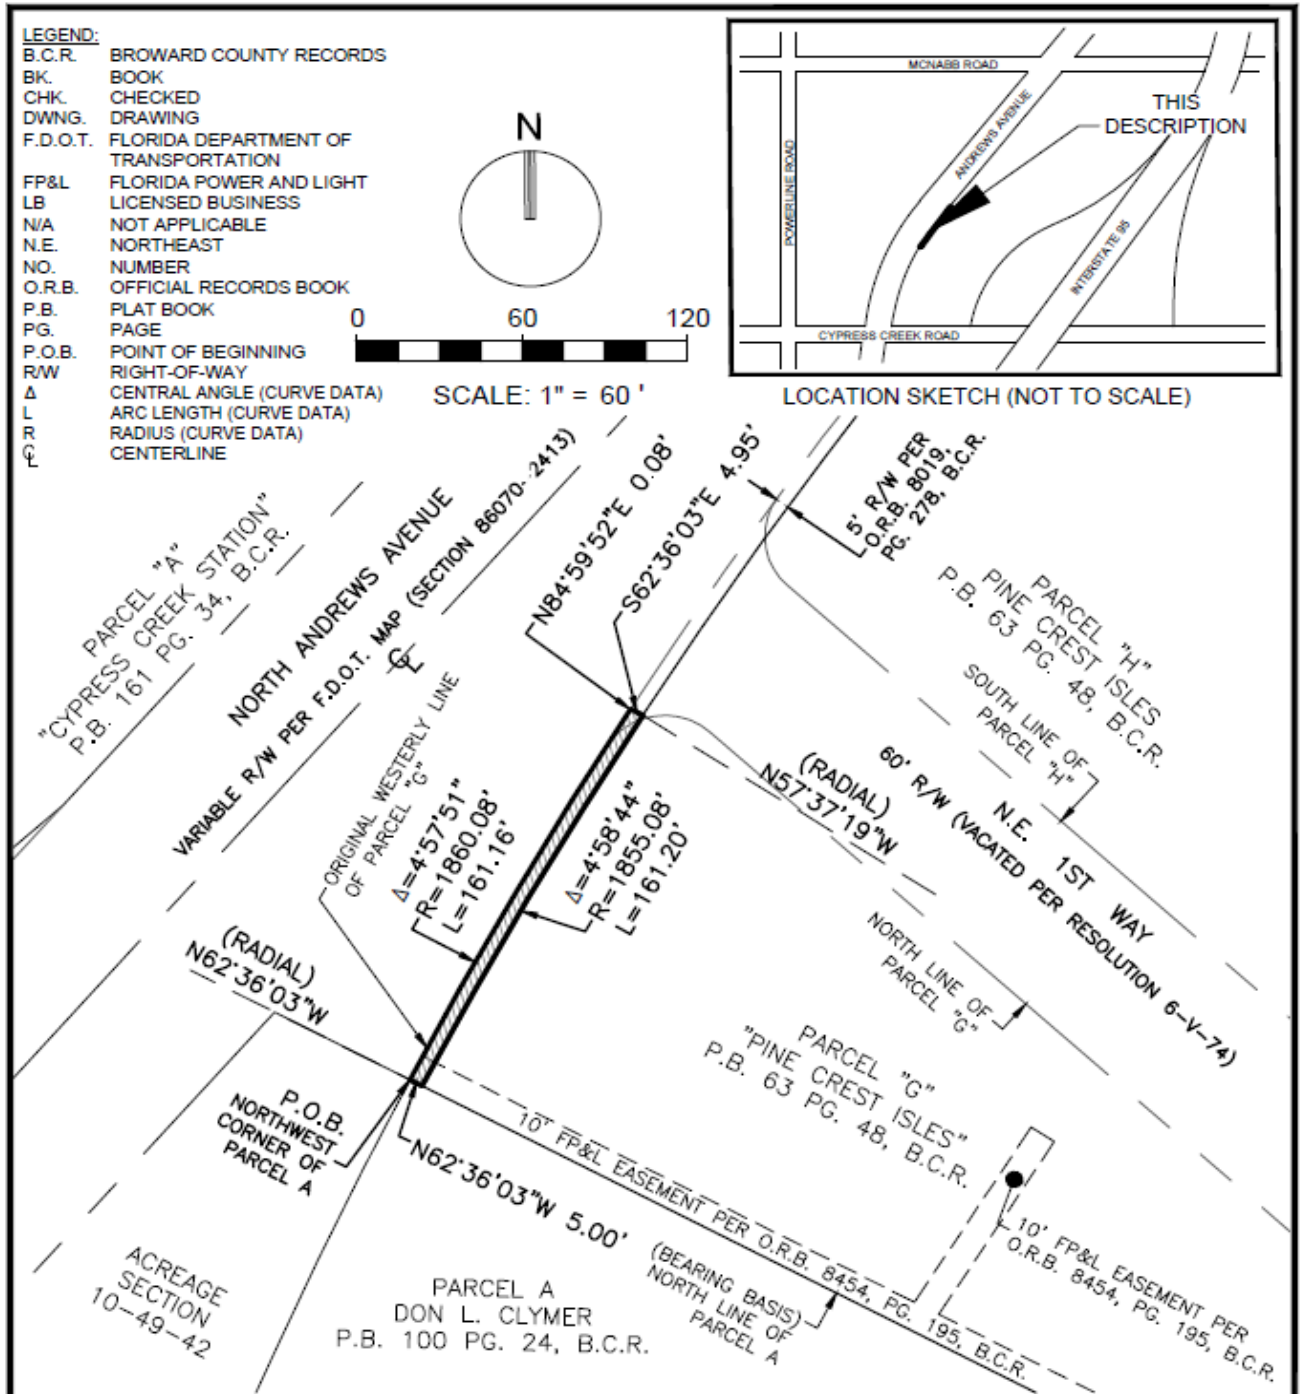 LEGEND:
B.C.R. BROWARD COUNTY RECORDS
BK. BOOK
CHK. CHECKED
DWNG. DRAWING
F.D.O.T. FLORIDA DEPARTMENT OF
TRANSPORTATION
FP&L FLORIDA POWER AND LIGHT
LB LICENSED BUSINESS
N/A NOT APPLICABLE
N.E. NORTHEAST
NO. NUMBER
O.R.B. OFFICIAL RECORDS BOOK
P.B. PLAT BOOK
PG. PAGE
P.O.B. POINT OF BEGINNING
R/W RIGHT-OF-WAY
Δ CENTRAL ANGLE (CURVE DATA)
L ARC LENGTH (CURVE DATA)
R RADIUS (CURVE DATA)
℄ CENTERLINE
N
0 60 120
SCALE: 1" = 60 '
MCNABB ROAD
THIS
DESCRIPTION
ANDREWS AVENUE
POWERLINE ROAD
INTERSTATE 95
CYPRESS CREEK ROAD
LOCATION SKETCH (NOT TO SCALE)
PARCEL "A"
"CYPRESS CREEK STATION"
P.B. 161 PG. 34, B.C.R.
NORTH ANDREWS AVENUE
VARIABLE R/W PER F.D.O.T. MAP (SECTION 86070-2413)
℄
N84°59'52"E 0.08'
S62°36'03"E 4.95'
5' R/W PER
O.R.B. 8019,
PG. 278, B.C.R.
PARCEL "H"
PINE CREST ISLES
P.B. 63 PG. 48, B.C.R.
SOUTH LINE OF
PARCEL "H"
ORIGINAL WESTERLY LINE
OF PARCEL "G"
Δ=4°57'51"
R=1860.08'
L=161.16'
Δ=4°58'44"
R=1855.08'
L=161.20'
(RADIAL)
N57°37'19"W
N.E. 1ST WAY
60' R/W (VACATED PER RESOLUTION 6-V-74)
NORTH LINE OF
PARCEL "G"
(RADIAL)
N62°36'03"W
P.O.B.
NORTHWEST
CORNER OF
PARCEL A
N62°36'03"W 5.00'
PARCEL "G"
"PINE CREST ISLES"
P.B. 63 PG. 48, B.C.R.
10' FP&L EASEMENT PER O.R.B. 8454, PG. 195, B.C.R.
10' FP&L EASEMENT PER
O.R.B. 8454, PG. 195, B.C.R.
(BEARING BASIS)
NORTH LINE OF
PARCEL A
ACREAGE
SECTION
10-49-42
PARCEL A
DON L. CLYMER
P.B. 100 PG. 24, B.C.R.